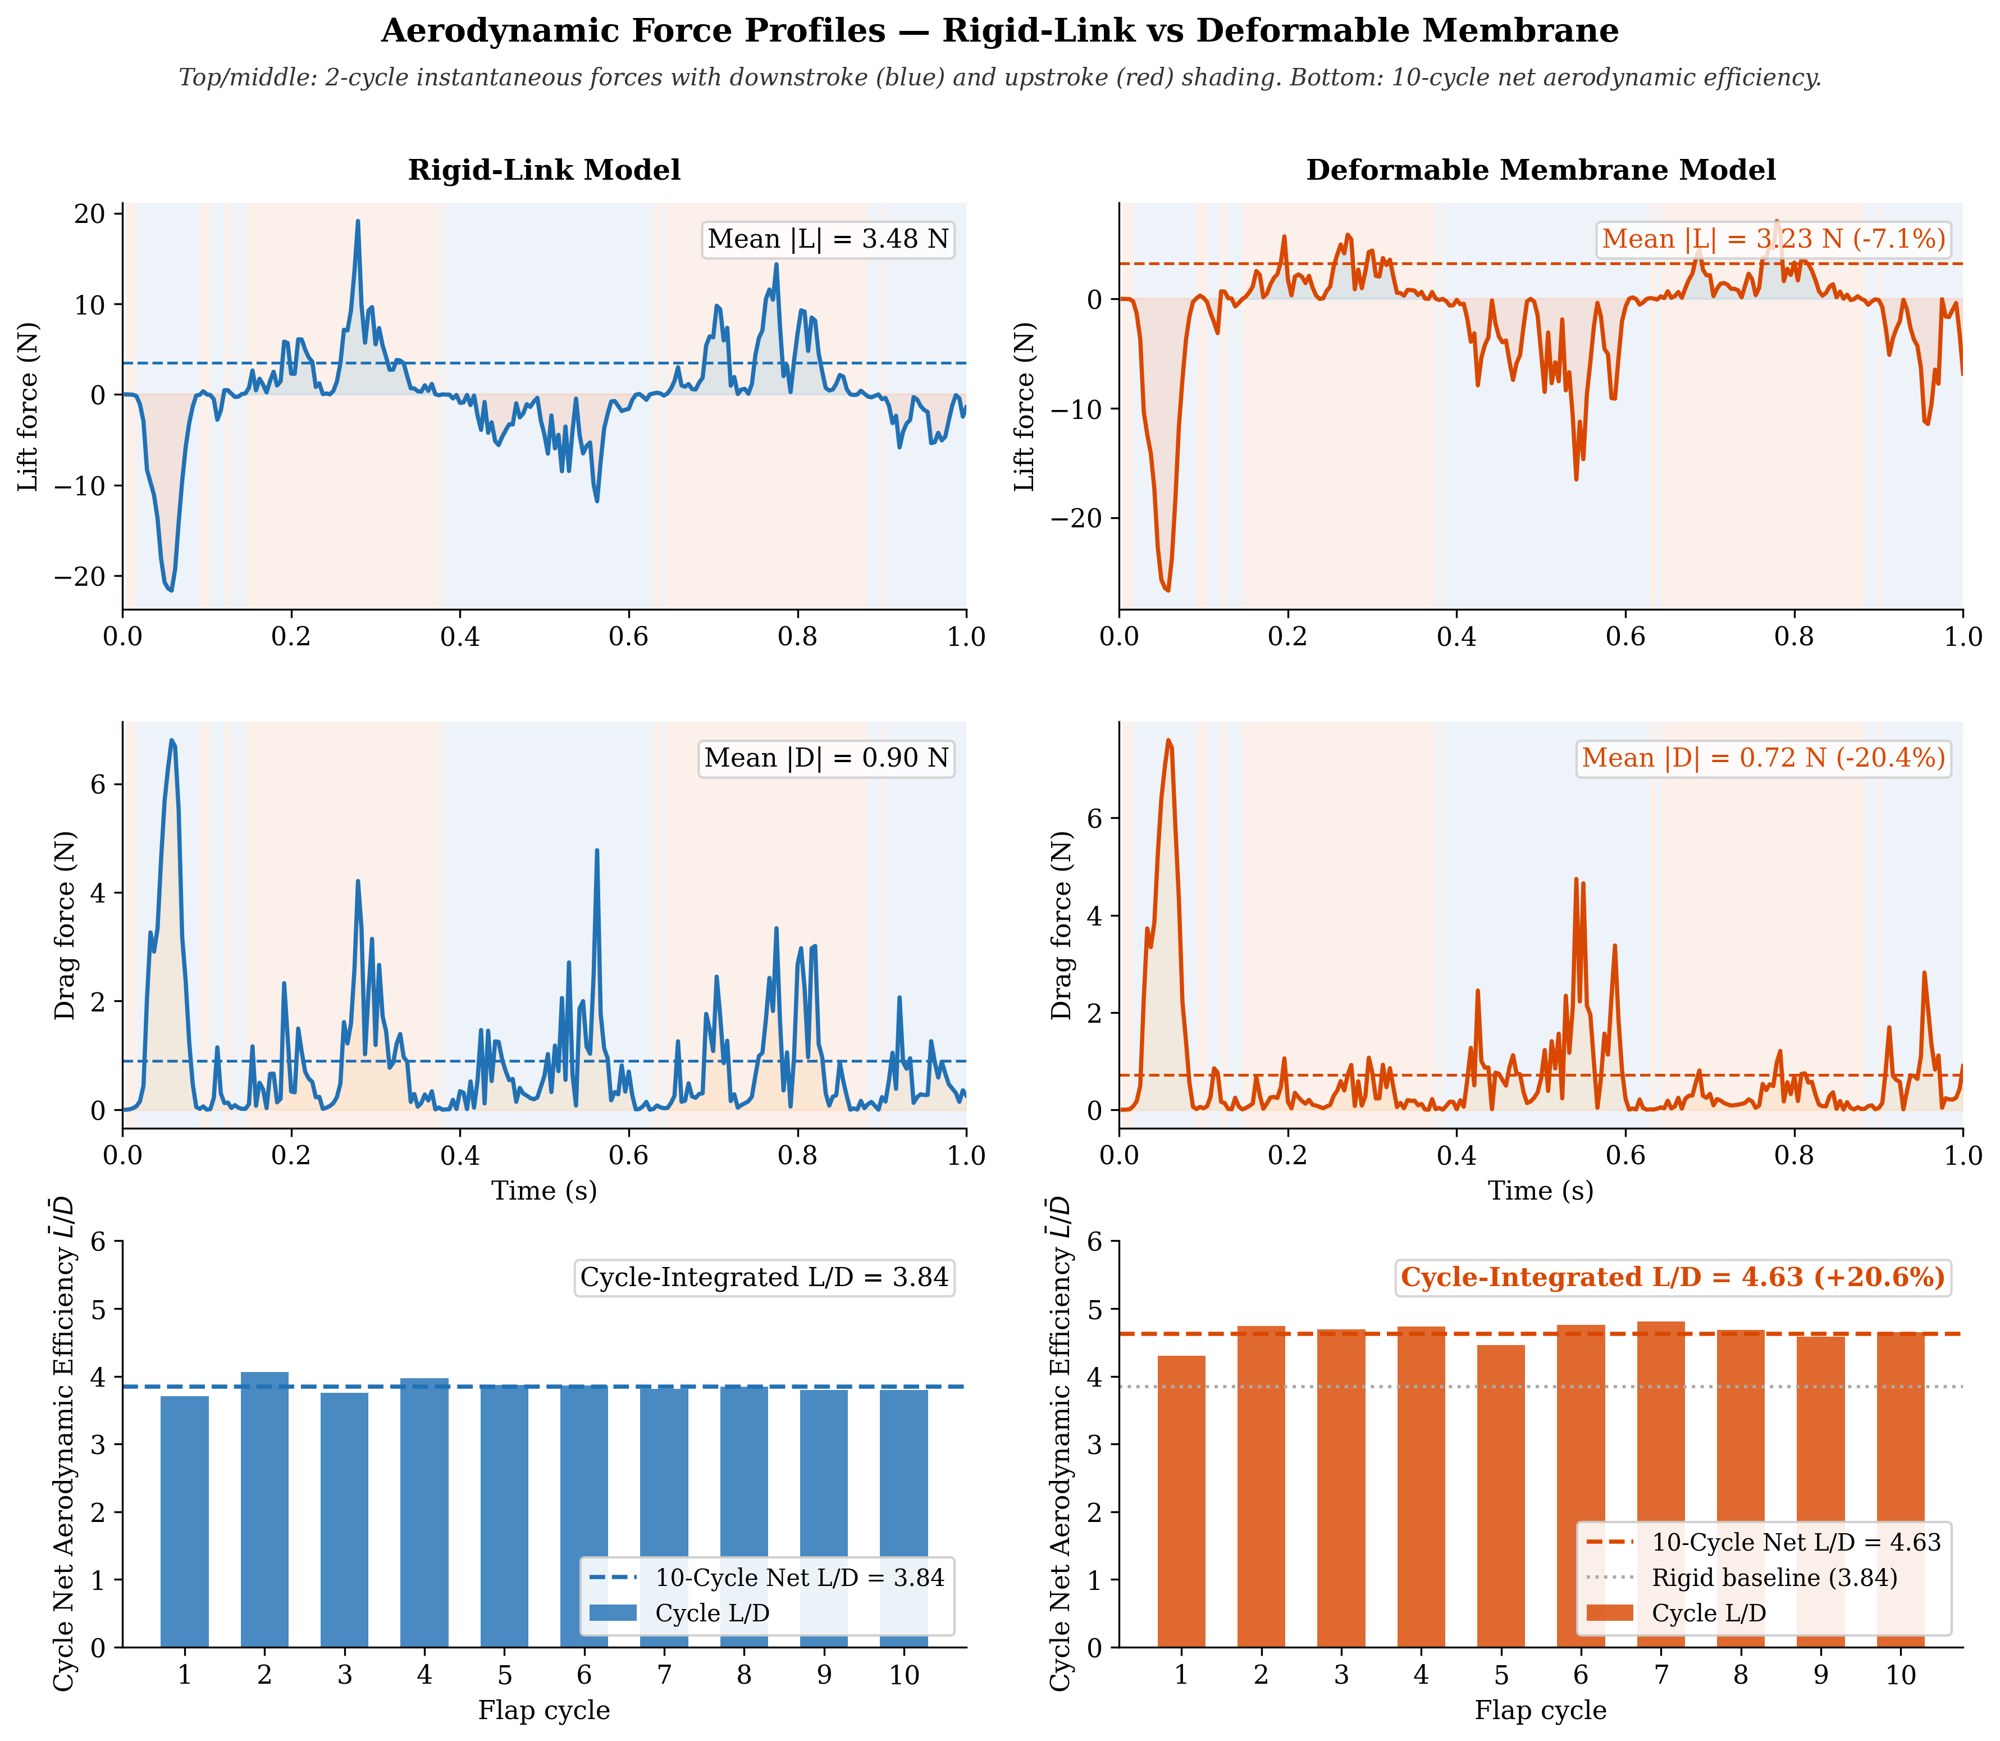 Aerodynamic Force Profiles — Rigid-Link vs Deformable Membrane
Top/middle: 2-cycle instantaneous forces with downstroke (blue) and upstroke (red) shading. Bottom: 10-cycle net aerodynamic efficiency.
Rigid-Link Model
Lift force (N)
20
10
0
−10
−20
Mean |L| = 3.48 N
0.0 0.2 0.4 0.6 0.8 1.0
Deformable Membrane Model
Lift force (N)
0
−10
−20
Mean |L| = 3.23 N (-7.1%)
0.0 0.2 0.4 0.6 0.8 1.0
Drag force (N)
6
4
2
0
Mean |D| = 0.90 N
0.0 0.2 0.4 0.6 0.8 1.0
Time (s)
Drag force (N)
6
4
2
0
Mean |D| = 0.72 N (-20.4%)
0.0 0.2 0.4 0.6 0.8 1.0
Time (s)
Cycle Net Aerodynamic Efficiency L̄/D̄
6
5
4
3
2
1
0
Cycle-Integrated L/D = 3.84
10-Cycle Net L/D = 3.84
Cycle L/D
1 2 3 4 5 6 7 8 9 10
Flap cycle
Cycle Net Aerodynamic Efficiency L̄/D̄
6
5
4
3
2
1
0
Cycle-Integrated L/D = 4.63 (+20.6%)
10-Cycle Net L/D = 4.63
Rigid baseline (3.84)
Cycle L/D
1 2 3 4 5 6 7 8 9 10
Flap cycle